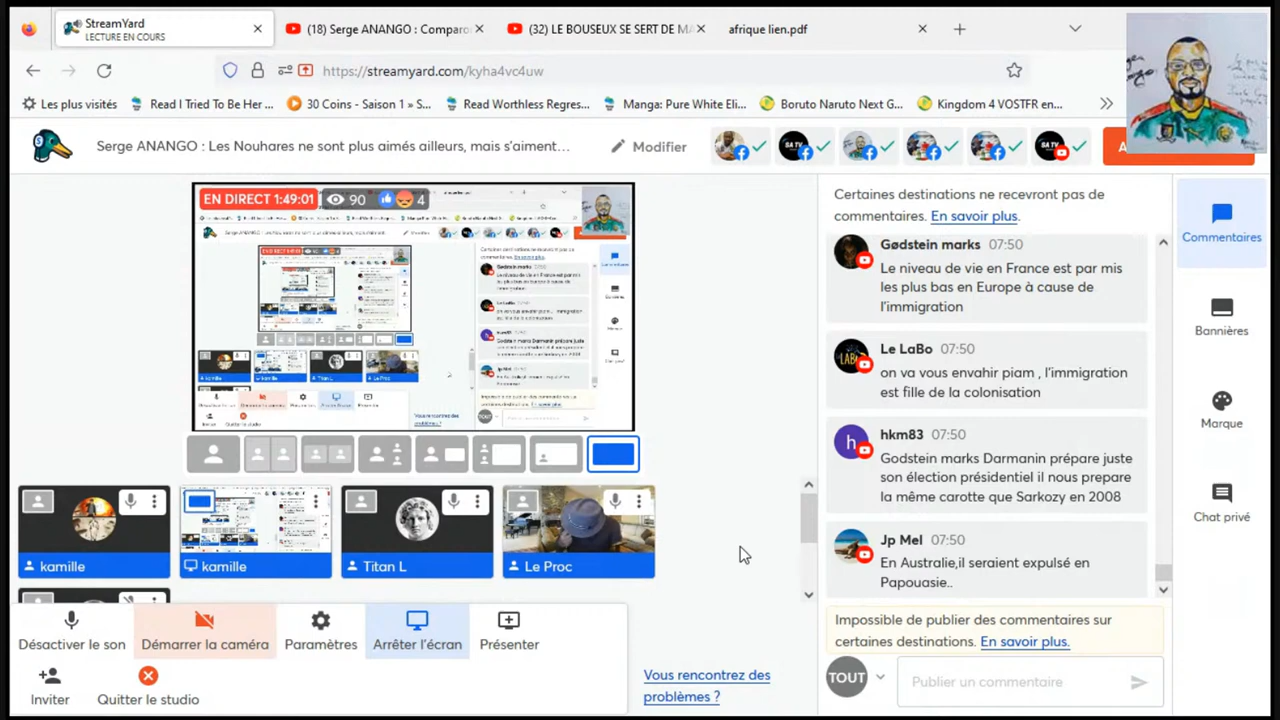 StreamYard
LECTURE EN COURS
(18) Serge ANANGO : Comparo
(32) LE BOUSEUX SE SERT DE MA
afrique lien.pdf
https://streamyard.com/kyha4vc4uw
Les plus visités
Read I Tried To Be Her ...
30 Coins - Saison 1 » S...
Read Worthless Regres...
Manga: Pure White Eli...
Boruto Naruto Next G...
Kingdom 4 VOSTFR en...
Serge ANANGO : Les Nouhares ne sont plus aimés ailleurs, mais s'aiment...
Modifier
EN DIRECT 1:49:01
90
4
Certaines destinations ne recevront pas de
commentaires. En savoir plus.
Gødstein marks 07:50
Le niveau de vie en France est par mis
les plus bas en Europe à cause de
l'immigration
Le LaBo 07:50
on va vous envahir piam , l'immigration
est fille de la colonisation
hkm83 07:50
Godstein marks Darmanin prépare juste
son élection présidentiel il nous prepare
la même carotte que Sarkozy en 2008
Jp Mel 07:50
En Australie,il seraient expulsé en
Papouasie..
Impossible de publier des commentaires sur
certaines destinations. En savoir plus.
TOUT
Publier un commentaire
Commentaires
Bannières
Marque
Chat privé
kamille
kamille
Titan L
Le Proc
Désactiver le son
Démarrer la caméra
Paramètres
Arrêter l'écran
Présenter
Inviter
Quitter le studio
Vous rencontrez des
problèmes ?